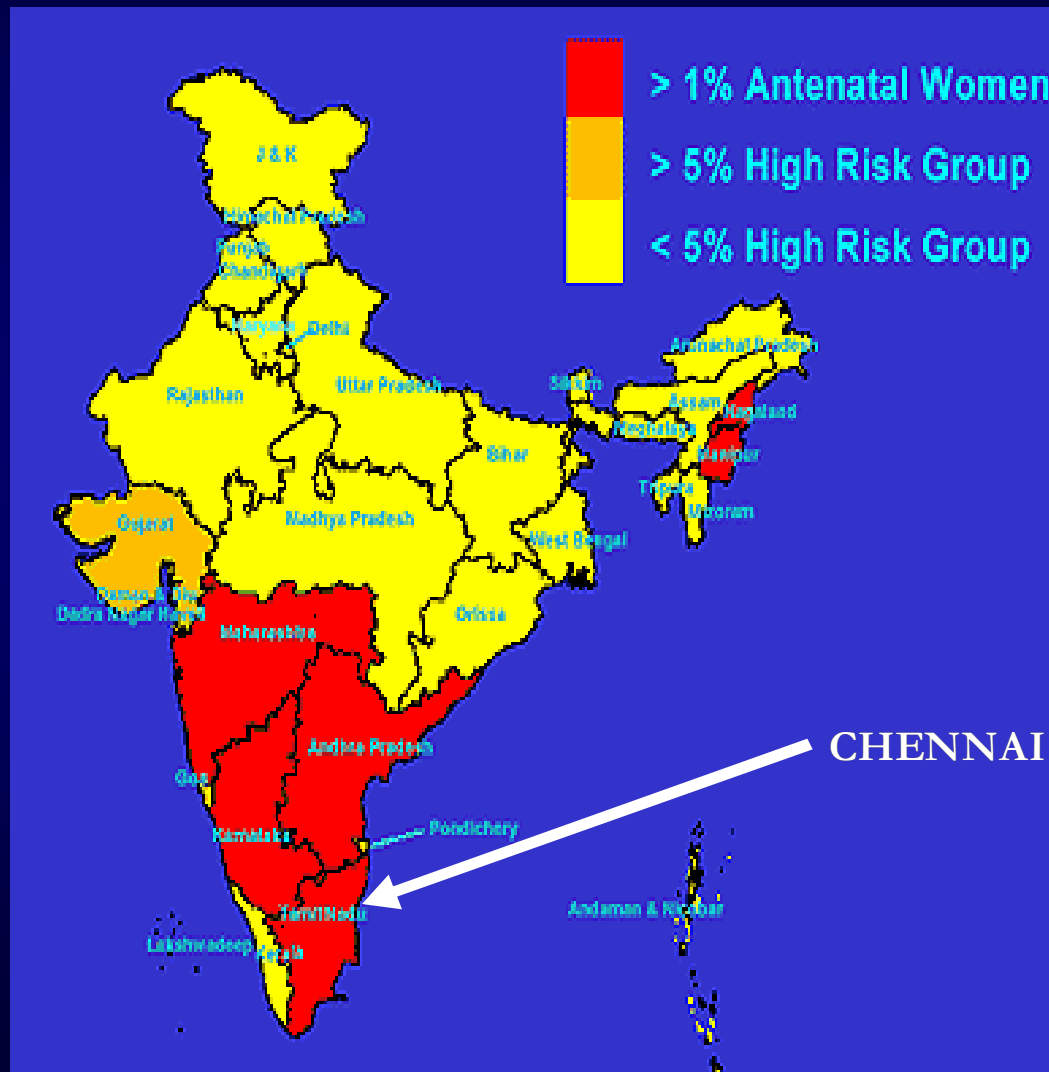 > 1% Antenatal Women
> 5% High Risk Group
< 5% High Risk Group
J & K
Himachal Pradesh
Punjab
Chandigarh
Haryana
Delhi
Rajasthan
Uttar Pradesh
Sikkim
Arunachal Pradesh
Assam
Nagaland
Meghalaya
Manipur
Bihar
Tripura
Mizoram
Gujarat
Madhya Pradesh
West Bengal
Daman & Diu
Dadra Nagar Haveli
Orissa
Maharashtra
Andhra Pradesh
CHENNAI
Goa
Karnataka
Pondichery
Tamil Nadu
Andaman & Nicobar
Lakshwadeep
Kerala